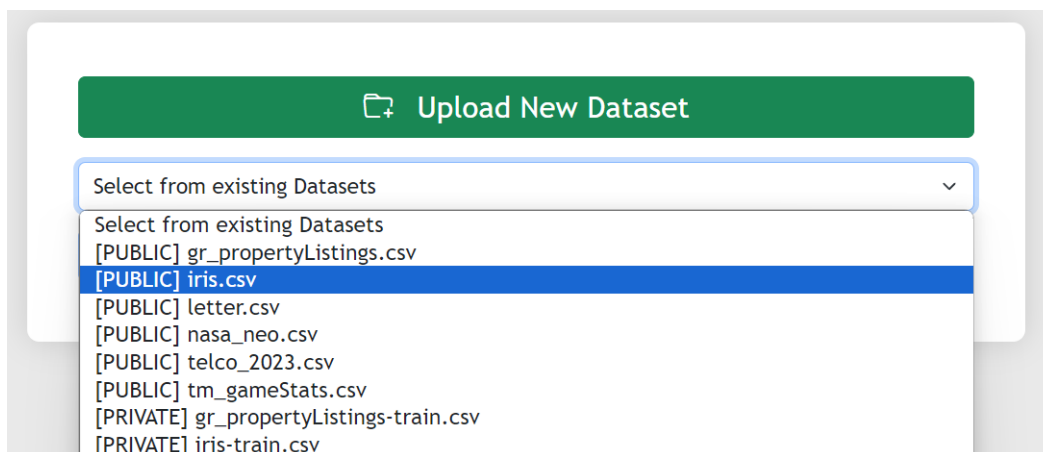 Upload New Dataset
Select from existing Datasets
Select from existing Datasets
[PUBLIC] gr_propertyListings.csv
[PUBLIC] iris.csv
[PUBLIC] letter.csv
[PUBLIC] nasa_neo.csv
[PUBLIC] telco_2023.csv
[PUBLIC] tm_gameStats.csv
[PRIVATE] gr_propertyListings-train.csv
[PRIVATE] iris-train.csv